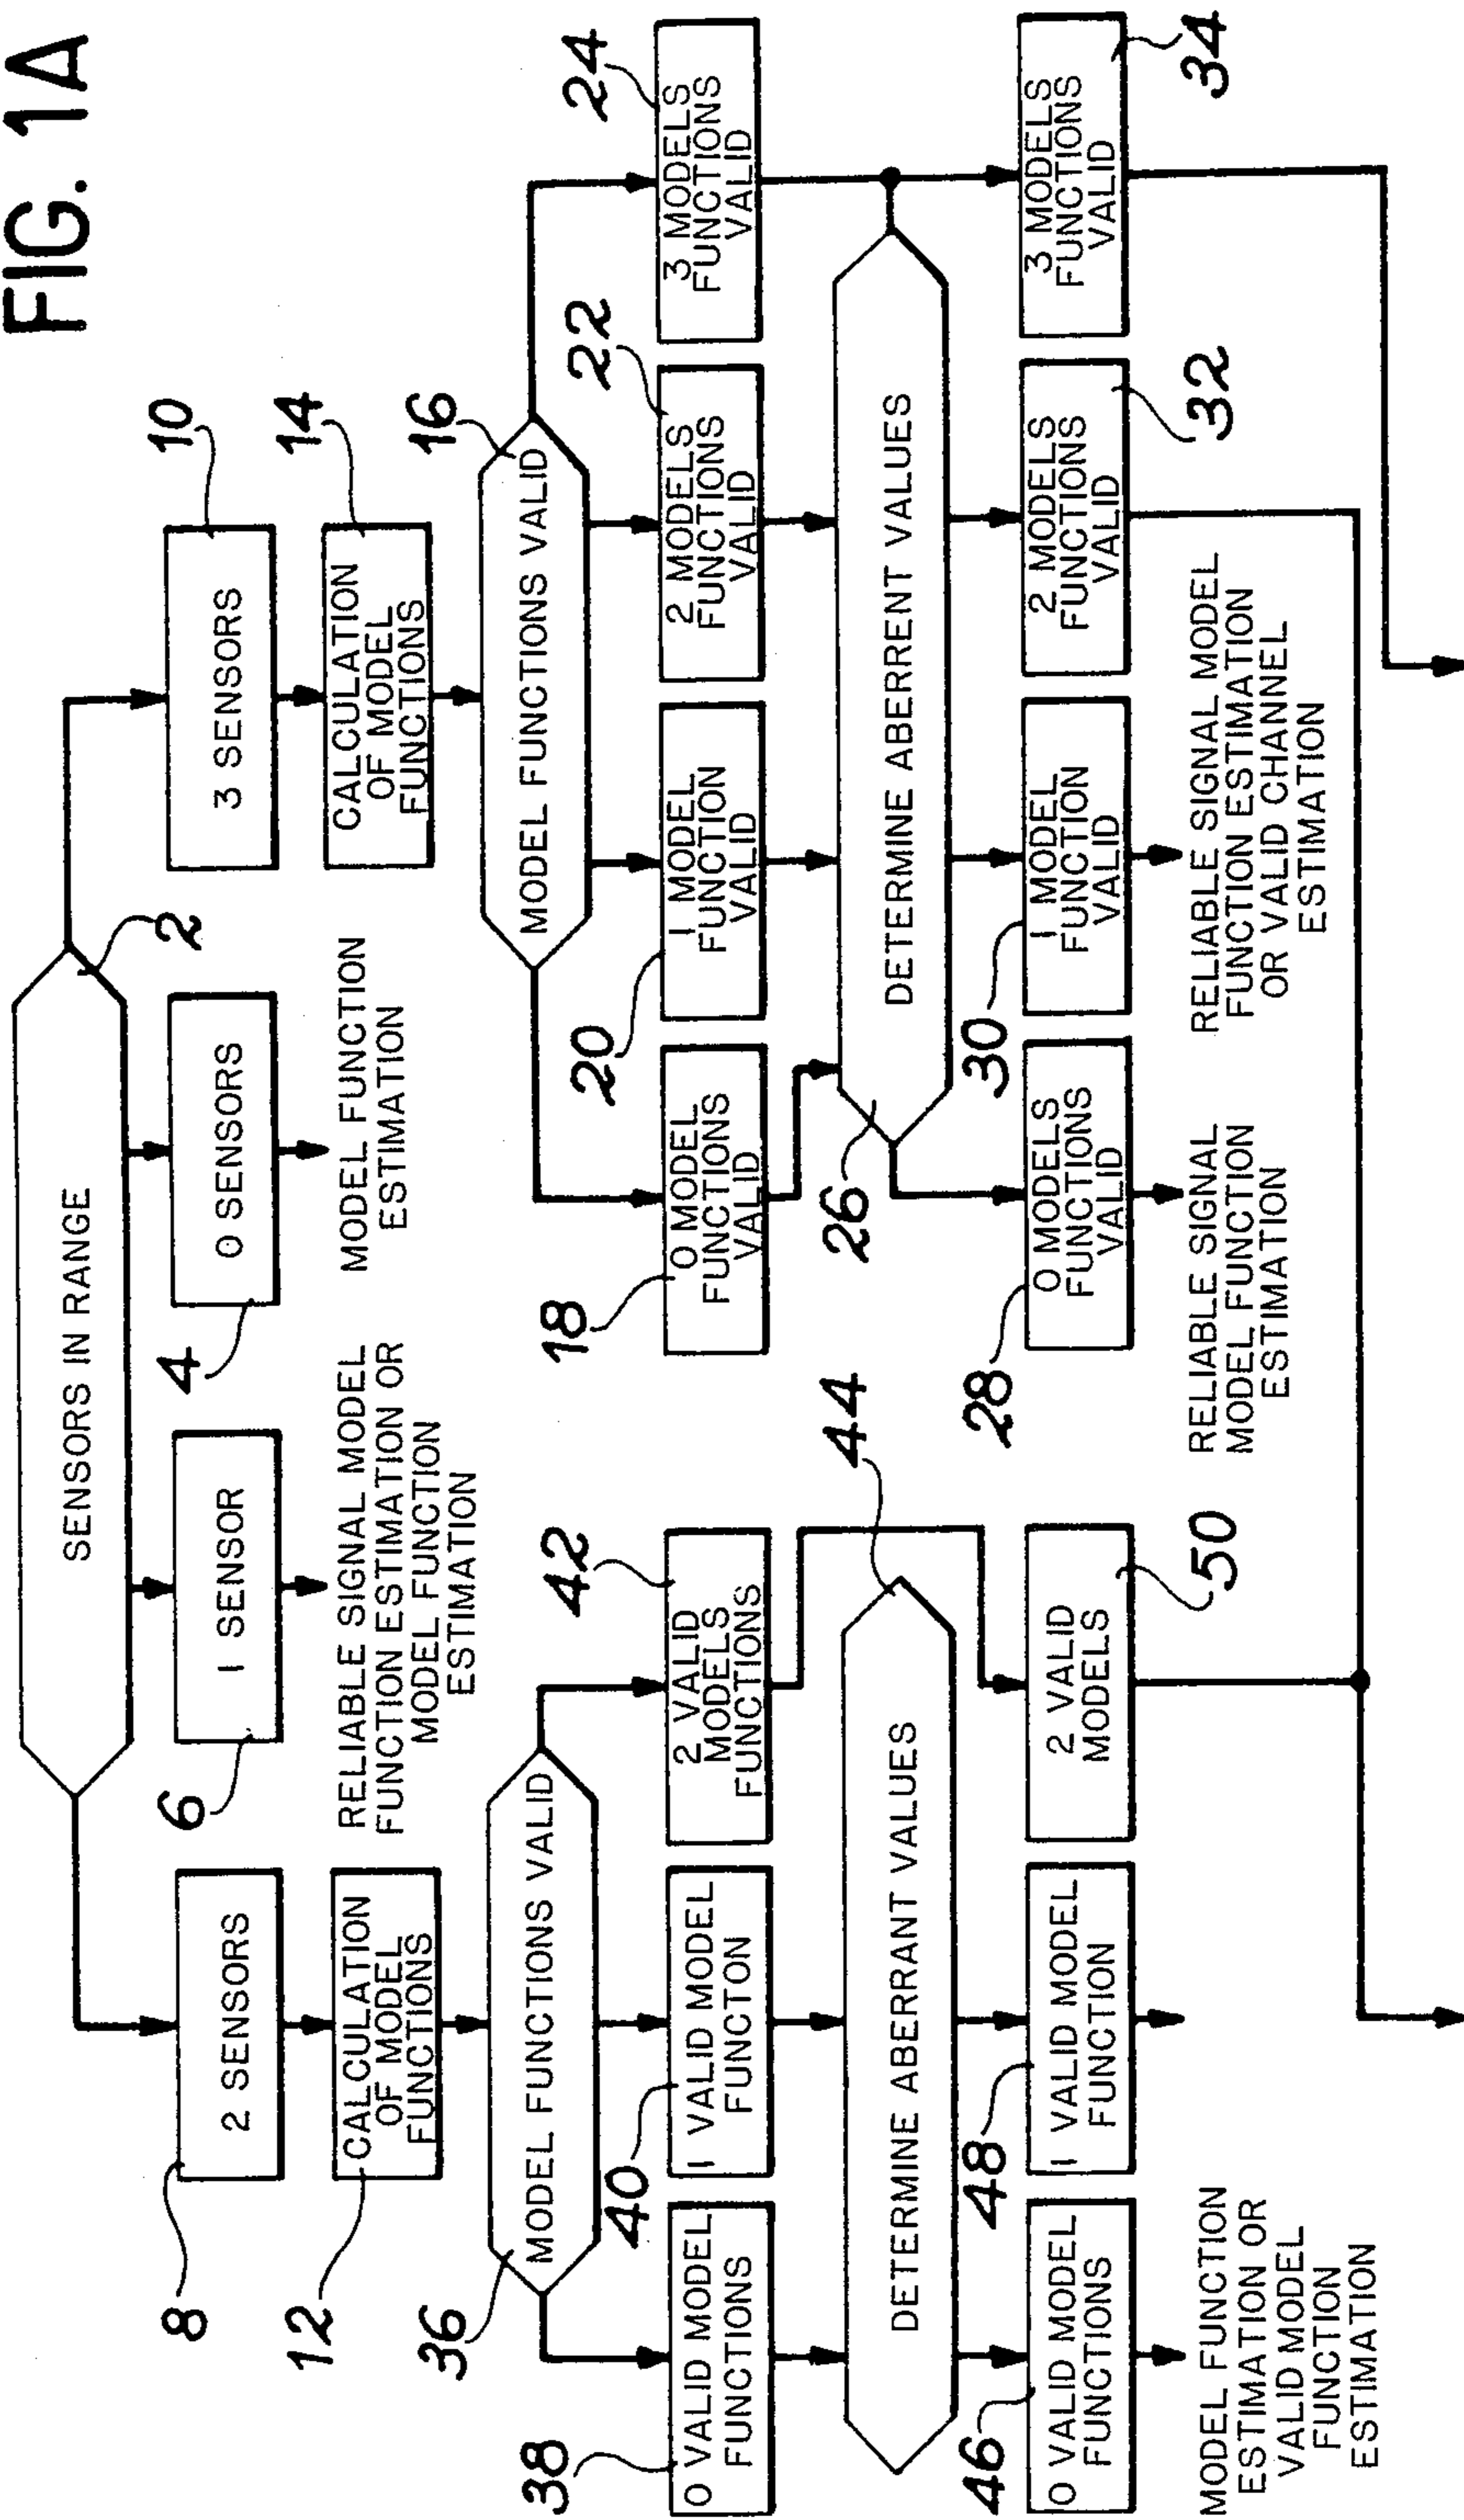 FIG. 1A
SENSORS IN RANGE
2
8
2 SENSORS
6
1 SENSOR
4
0 SENSORS
10
3 SENSORS
12
CALCULATION
OF MODEL
FUNCTIONS
RELIABLE SIGNAL MODEL
FUNCTION ESTIMATION OR
MODEL FUNCTION
ESTIMATION
MODEL FUNCTION
ESTIMATION
14
CALCULATION
OF MODEL
FUNCTIONS
36
MODEL FUNCTIONS VALID
16
MODEL FUNCTIONS VALID
38
0 VALID MODEL
FUNCTIONS
40
1 VALID MODEL
FUNCTON
42
2 VALID
MODELS
FUNCTIONS
18
0 MODEL
FUNCTIONS
VALID
20
1 MODEL
FUNCTION
VALID
22
2 MODELS
FUNCTIONS
VALID
24
3 MODELS
FUNCTIONS
VALID
44
DETERMINE ABERRANT VALUES
26
DETERMINE ABERRENT VALUES
46
0 VALID MODEL
FUNCTIONS
48
1 VALID MODEL
FUNCTION
50
2 VALID
MODELS
28
0 MODELS
FUNCTIONS
VALID
30
1 MODEL
FUNCTION
VALID
32
2 MODELS
FUNCTIONS
VALID
34
3 MODELS
FUNCTIONS
VALID
MODEL FUNCTION
ESTIMATION OR
VALID MODEL
FUNCTION
ESTIMATION
RELIABLE SIGNAL
MODEL FUNCTION
ESTIMATION
RELIABLE SIGNAL MODEL
FUNCTION ESTIMATION
OR VALID CHANNEL
ESTIMATION